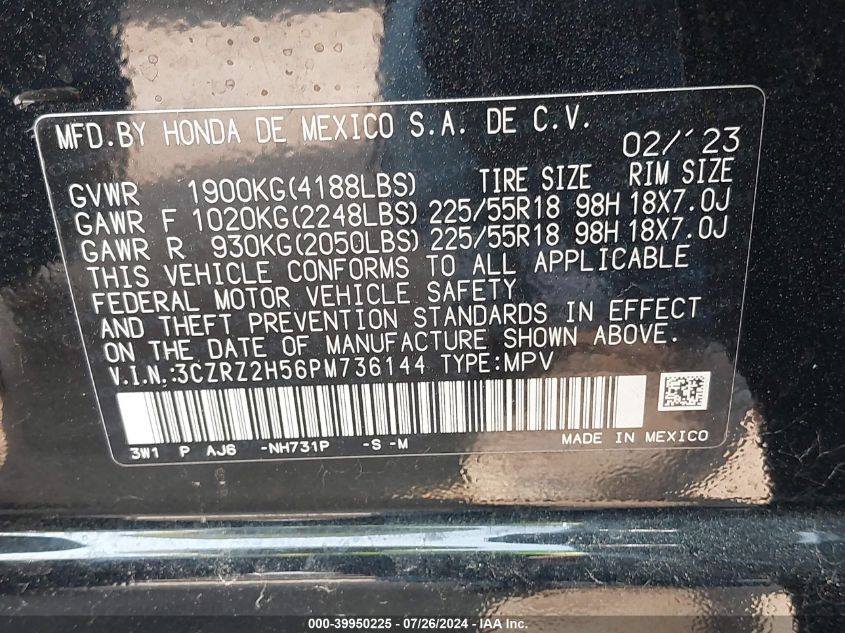 MFD.BY HONDA DE MEXICO S.A. DE C.V.
02/'23
GVWR 1900KG(4188LBS) TIRE SIZE RIM SIZE
GAWR F 1020KG(2248LBS) 225/55R18 98H 18X7.0J
GAWR R 930KG(2050LBS) 225/55R18 98H 18X7.0J
THIS VEHICLE CONFORMS TO ALL APPLICABLE
FEDERAL MOTOR VEHICLE SAFETY
AND THEFT PREVENTION STANDARDS IN EFFECT
ON THE DATE OF MANUFACTURE SHOWN ABOVE.
V.I.N.:3CZRZ2H56PM736144 TYPE:MPV
3W1 P AJ6 -NH731P -S -M MADE IN MEXICO
000-39950225 - 07/26/2024 - IAA Inc.